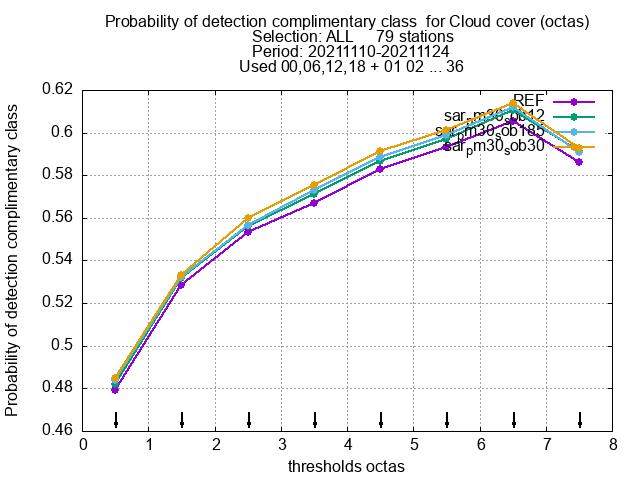 Probability of detection complimentary class  for Cloud cover (octas)
Selection: ALL     79 stations
Period: 20211110-20211124
Used 00,06,12,18 + 01 02 ... 36
Probability of detection complimentary class
0.62
0.6
0.58
0.56
0.54
0.52
0.5
0.48
0.46
REF
sar_pm30_sob12
sar_pm30_sob185
sar_pm30_sob30
0 1 2 3 4 5 6 7 8
thresholds octas